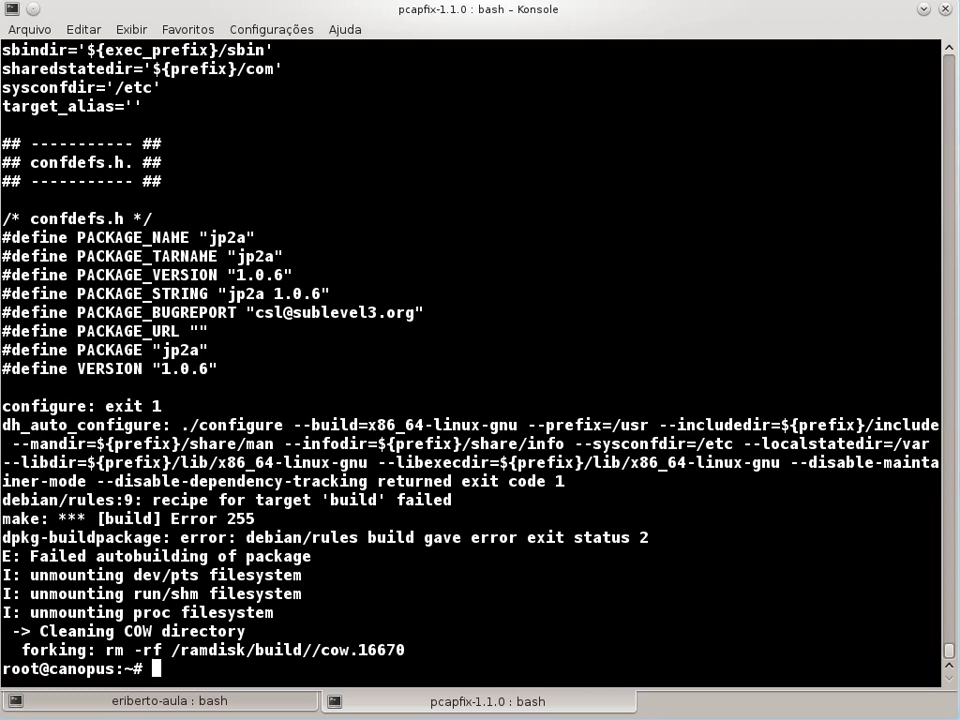 pcapfix-1.1.0 : bash – Konsole
Arquivo Editar Exibir Favoritos Configurações Ajuda
sbindir='${exec_prefix}/sbin'
sharedstatedir='${prefix}/com'
sysconfdir='/etc'
target_alias=''
## ----------- ##
## confdefs.h. ##
## ----------- ##
/* confdefs.h */
#define PACKAGE_NAME "jp2a"
#define PACKAGE_TARNAME "jp2a"
#define PACKAGE_VERSION "1.0.6"
#define PACKAGE_STRING "jp2a 1.0.6"
#define PACKAGE_BUGREPORT "csl@sublevel3.org"
#define PACKAGE_URL ""
#define PACKAGE "jp2a"
#define VERSION "1.0.6"
configure: exit 1
dh_auto_configure: ./configure --build=x86_64-linux-gnu --prefix=/usr --includedir=${prefix}/include
--mandir=${prefix}/share/man --infodir=${prefix}/share/info --sysconfdir=/etc --localstatedir=/var
--libdir=${prefix}/lib/x86_64-linux-gnu --libexecdir=${prefix}/lib/x86_64-linux-gnu --disable-mainta
iner-mode --disable-dependency-tracking returned exit code 1
debian/rules:9: recipe for target 'build' failed
make: *** [build] Error 255
dpkg-buildpackage: error: debian/rules build gave error exit status 2
E: Failed autobuilding of package
I: unmounting dev/pts filesystem
I: unmounting run/shm filesystem
I: unmounting proc filesystem
-> Cleaning COW directory
forking: rm -rf /ramdisk/build//cow.16670
root@canopus:~#
eriberto-aula : bash
pcapfix-1.1.0 : bash